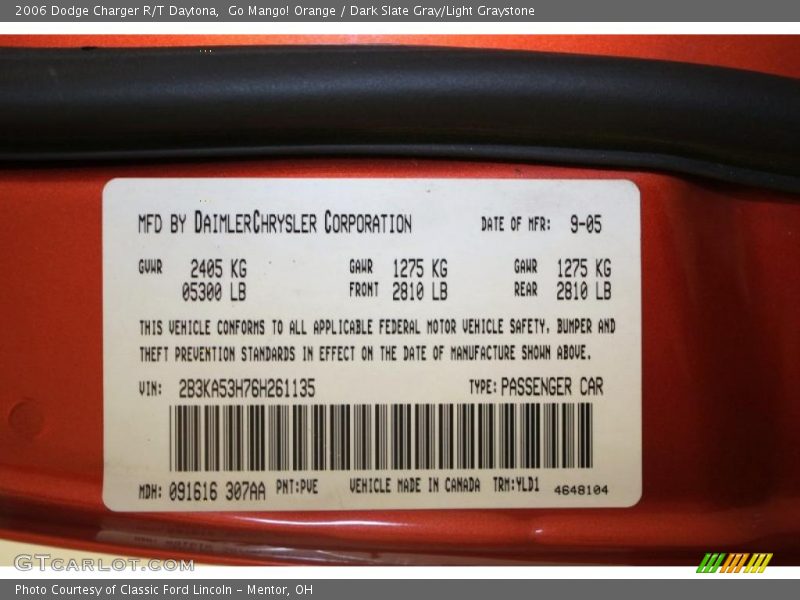 2006 Dodge Charger R/T Daytona,  Go Mango! Orange / Dark Slate Gray/Light Graystone
MFD BY DAIMLERCHRYSLER CORPORATION DATE OF MFR: 9-05
GVWR 2405 KG GAWR 1275 KG GAWR 1275 KG
05300 LB FRONT 2810 LB REAR 2810 LB
THIS VEHICLE CONFORMS TO ALL APPLICABLE FEDERAL MOTOR VEHICLE SAFETY, BUMPER AND
THEFT PREVENTION STANDARDS IN EFFECT ON THE DATE OF MANUFACTURE SHOWN ABOVE.
VIN: 2B3KA53H76H261135 TYPE: PASSENGER CAR
MDH: 091616 307AA PNT:PVE VEHICLE MADE IN CANADA TRM:YLD1 4648104
GTCARLOT.COM
Photo Courtesy of Classic Ford Lincoln - Mentor, OH